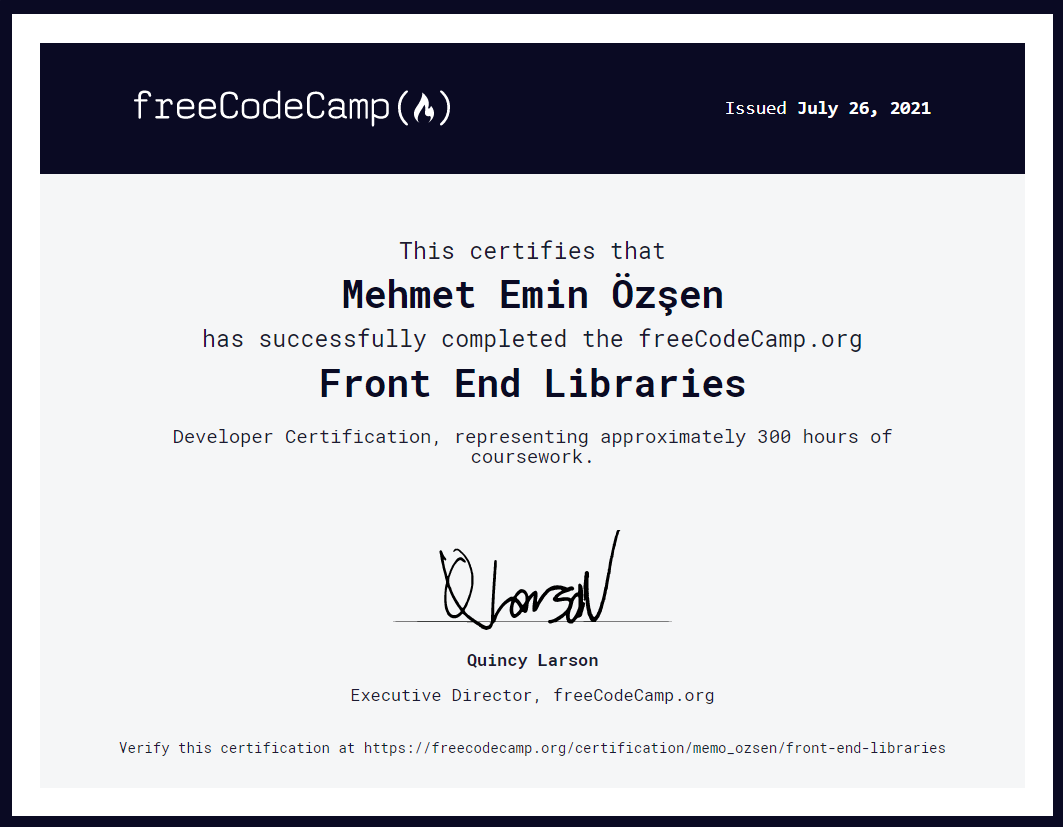 freeCodeCamp
Issued July 26, 2021
This certifies that
Mehmet Emin Özşen
has successfully completed the freeCodeCamp.org
Front End Libraries
Developer Certification, representing approximately 300 hours of
coursework.
Q Larson
Quincy Larson
Executive Director, freeCodeCamp.org
Verify this certification at https://freecodecamp.org/certification/memo_ozsen/front-end-libraries